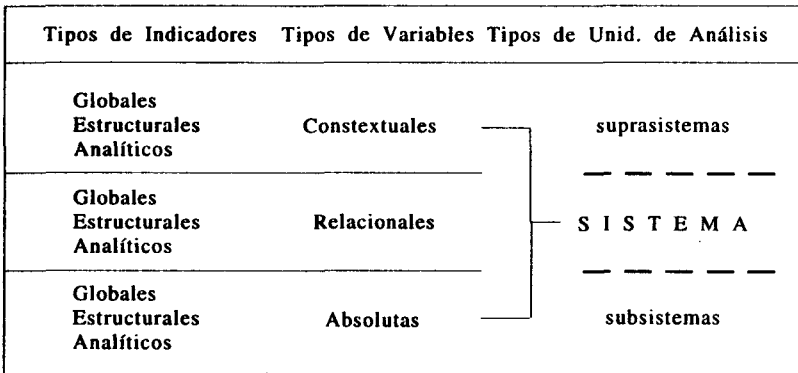 Tipos de Indicadores Tipos de Variables Tipos de Unid. de Análisis
Globales
Estructurales Constextuales suprasistemas
Analíticos
Globales
Estructurales Relacionales S I S T E M A
Analíticos
Globales
Estructurales Absolutas subsistemas
Analíticos